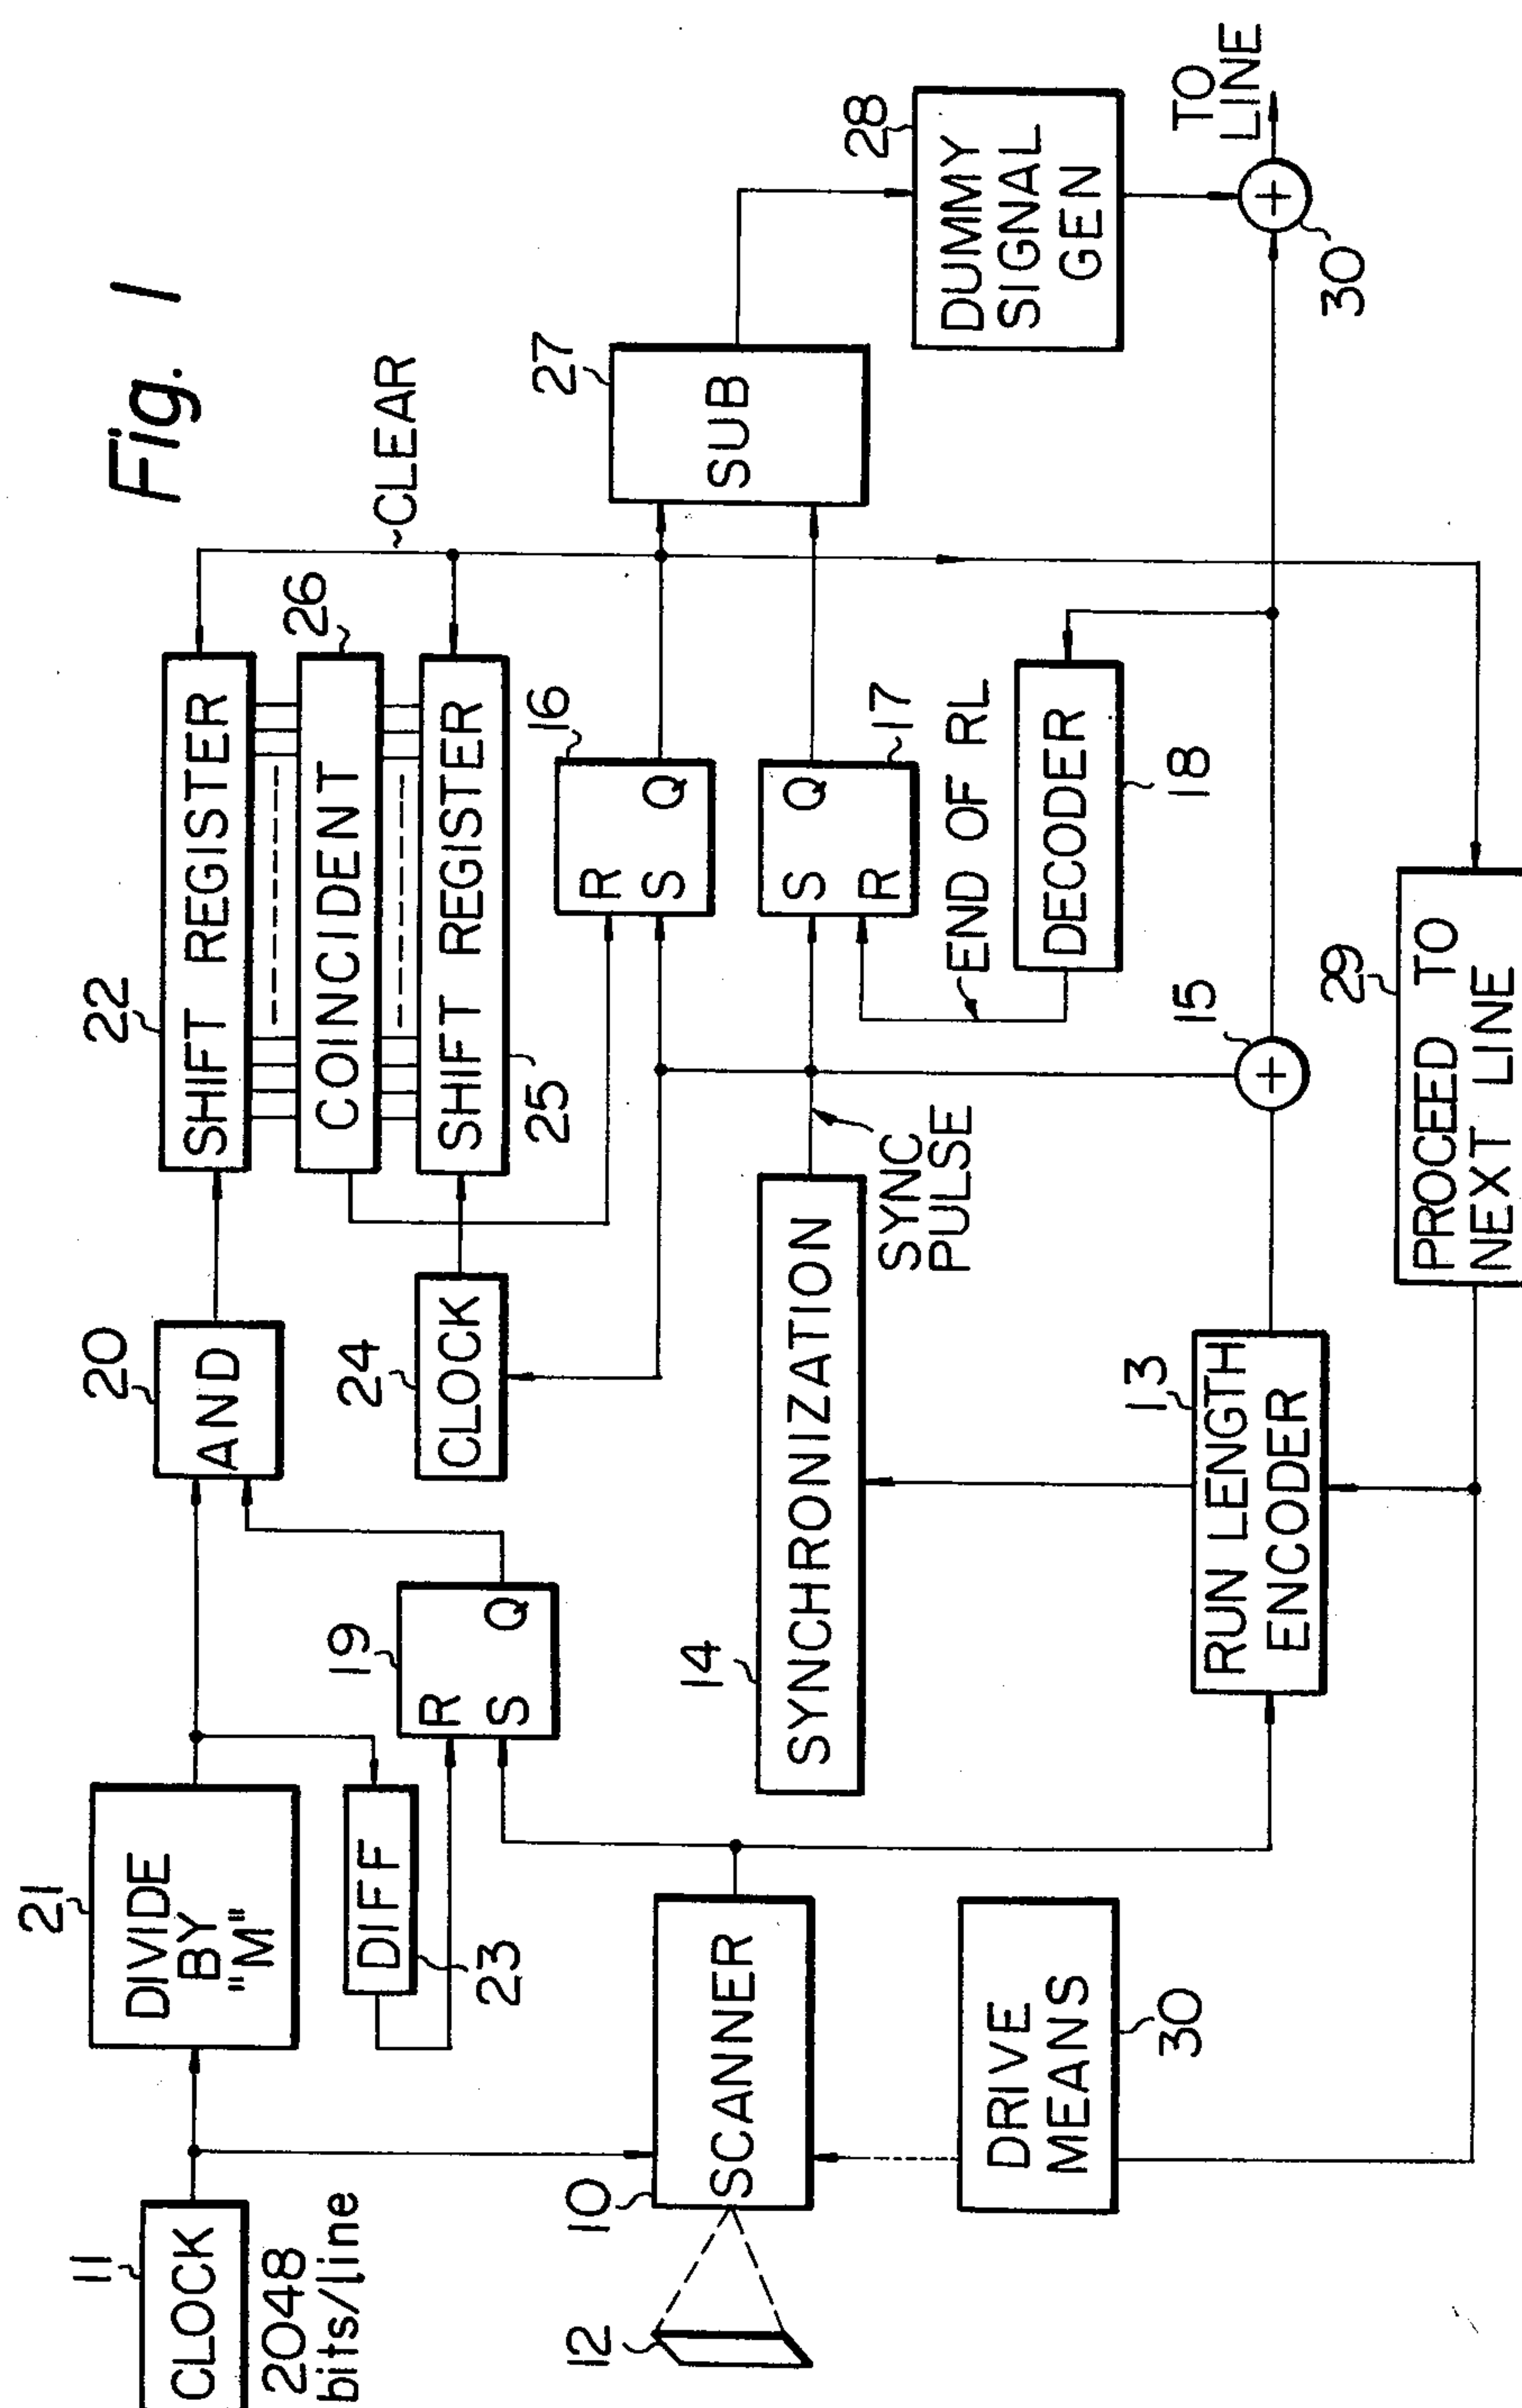 Fig. 1
11
CLOCK
2048
bits/line
21
DIVIDE
BY
"M"
DIFF
23
20
AND
22
SHIFT REGISTER
26
COINCIDENT
SHIFT REGISTER
25
~CLEAR
19
R
S Q
24
CLOCK
16
R
S Q
27
SUB
S Q
R
17
END OF RL
DECODER
18
28
DUMMY
SIGNAL
GEN
12
10
SCANNER
14
SYNCHRONIZATION
SYNC
PULSE
DRIVE
MEANS
30
13
RUN LENGTH
ENCODER
15
+
29
PROCEED TO
NEXT LINE
+
30
TO
LINE